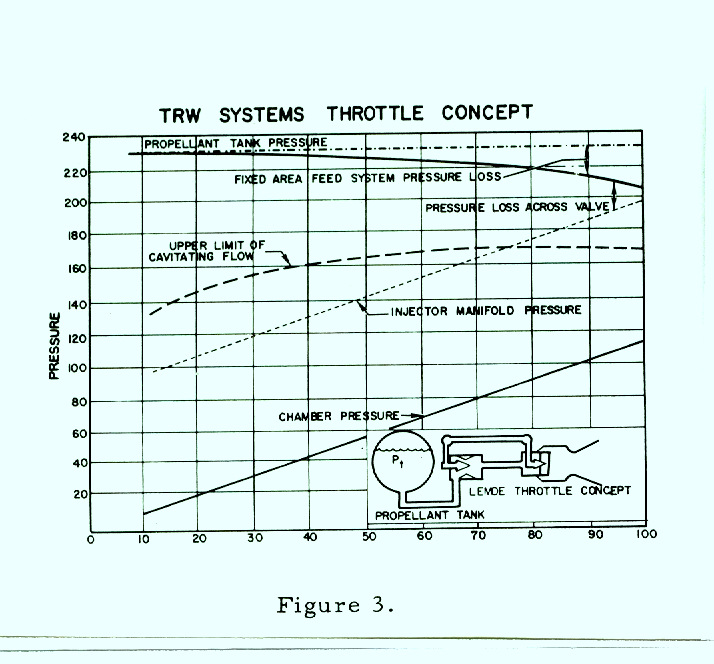 TRW SYSTEMS THROTTLE CONCEPT
240
PROPELLANT TANK PRESSURE
220
FIXED AREA FEED SYSTEM PRESSURE LOSS
200
PRESSURE LOSS ACROSS VALVE
180
UPPER LIMIT OF
CAVITATING FLOW
160
140
INJECTOR MANIFOLD PRESSURE
120
PRESSURE
100
80
CHAMBER PRESSURE
60
40
Pt
LEMDE THROTTLE CONCEPT
20
PROPELLANT TANK
0 10 20 30 40 50 60 70 80 90 100
Figure 3.